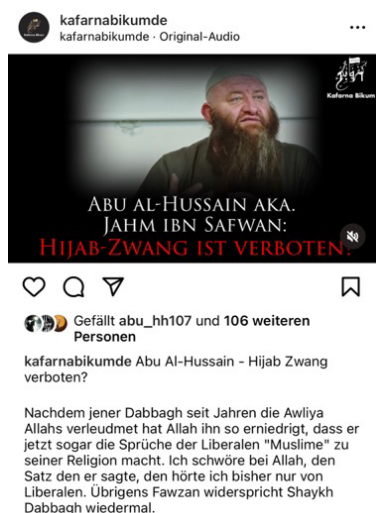 kafarnabikumde
kafarnabikumde · Original-Audio
Kafarna Bikum
ABU AL-HUSSAIN AKA.
JAHM IBN SAFWAN:
HIJAB-ZWANG IST VERBOTEN!
Gefällt abu_hh107 und 106 weiteren
Personen
kafarnabikumde Abu Al-Hussain - Hijab Zwang
verboten?
Nachdem jener Dabbagh seit Jahren die Awliya
Allahs verleudmet hat Allah ihn so erniedrigt, dass er
jetzt sogar die Sprüche der Liberalen "Muslime" zu
seiner Religion macht. Ich schwöre bei Allah, den
Satz den er sagte, den hörte ich bisher nur von
Liberalen. Übrigens Fawzan widerspricht Shaykh
Dabbagh wiedermal.